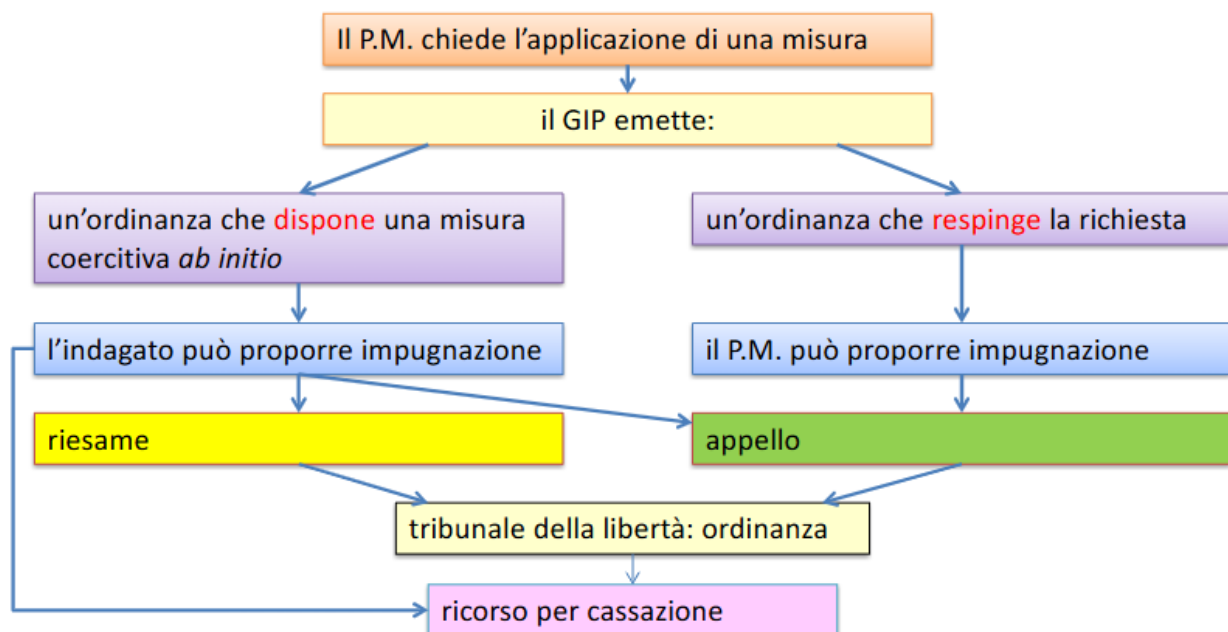 Il P.M. chiede l’applicazione di una misura
il GIP emette:
un’ordinanza che dispone una misura
coercitiva ab initio
un’ordinanza che respinge la richiesta
l’indagato può proporre impugnazione
il P.M. può proporre impugnazione
riesame
appello
tribunale della libertà: ordinanza
ricorso per cassazione